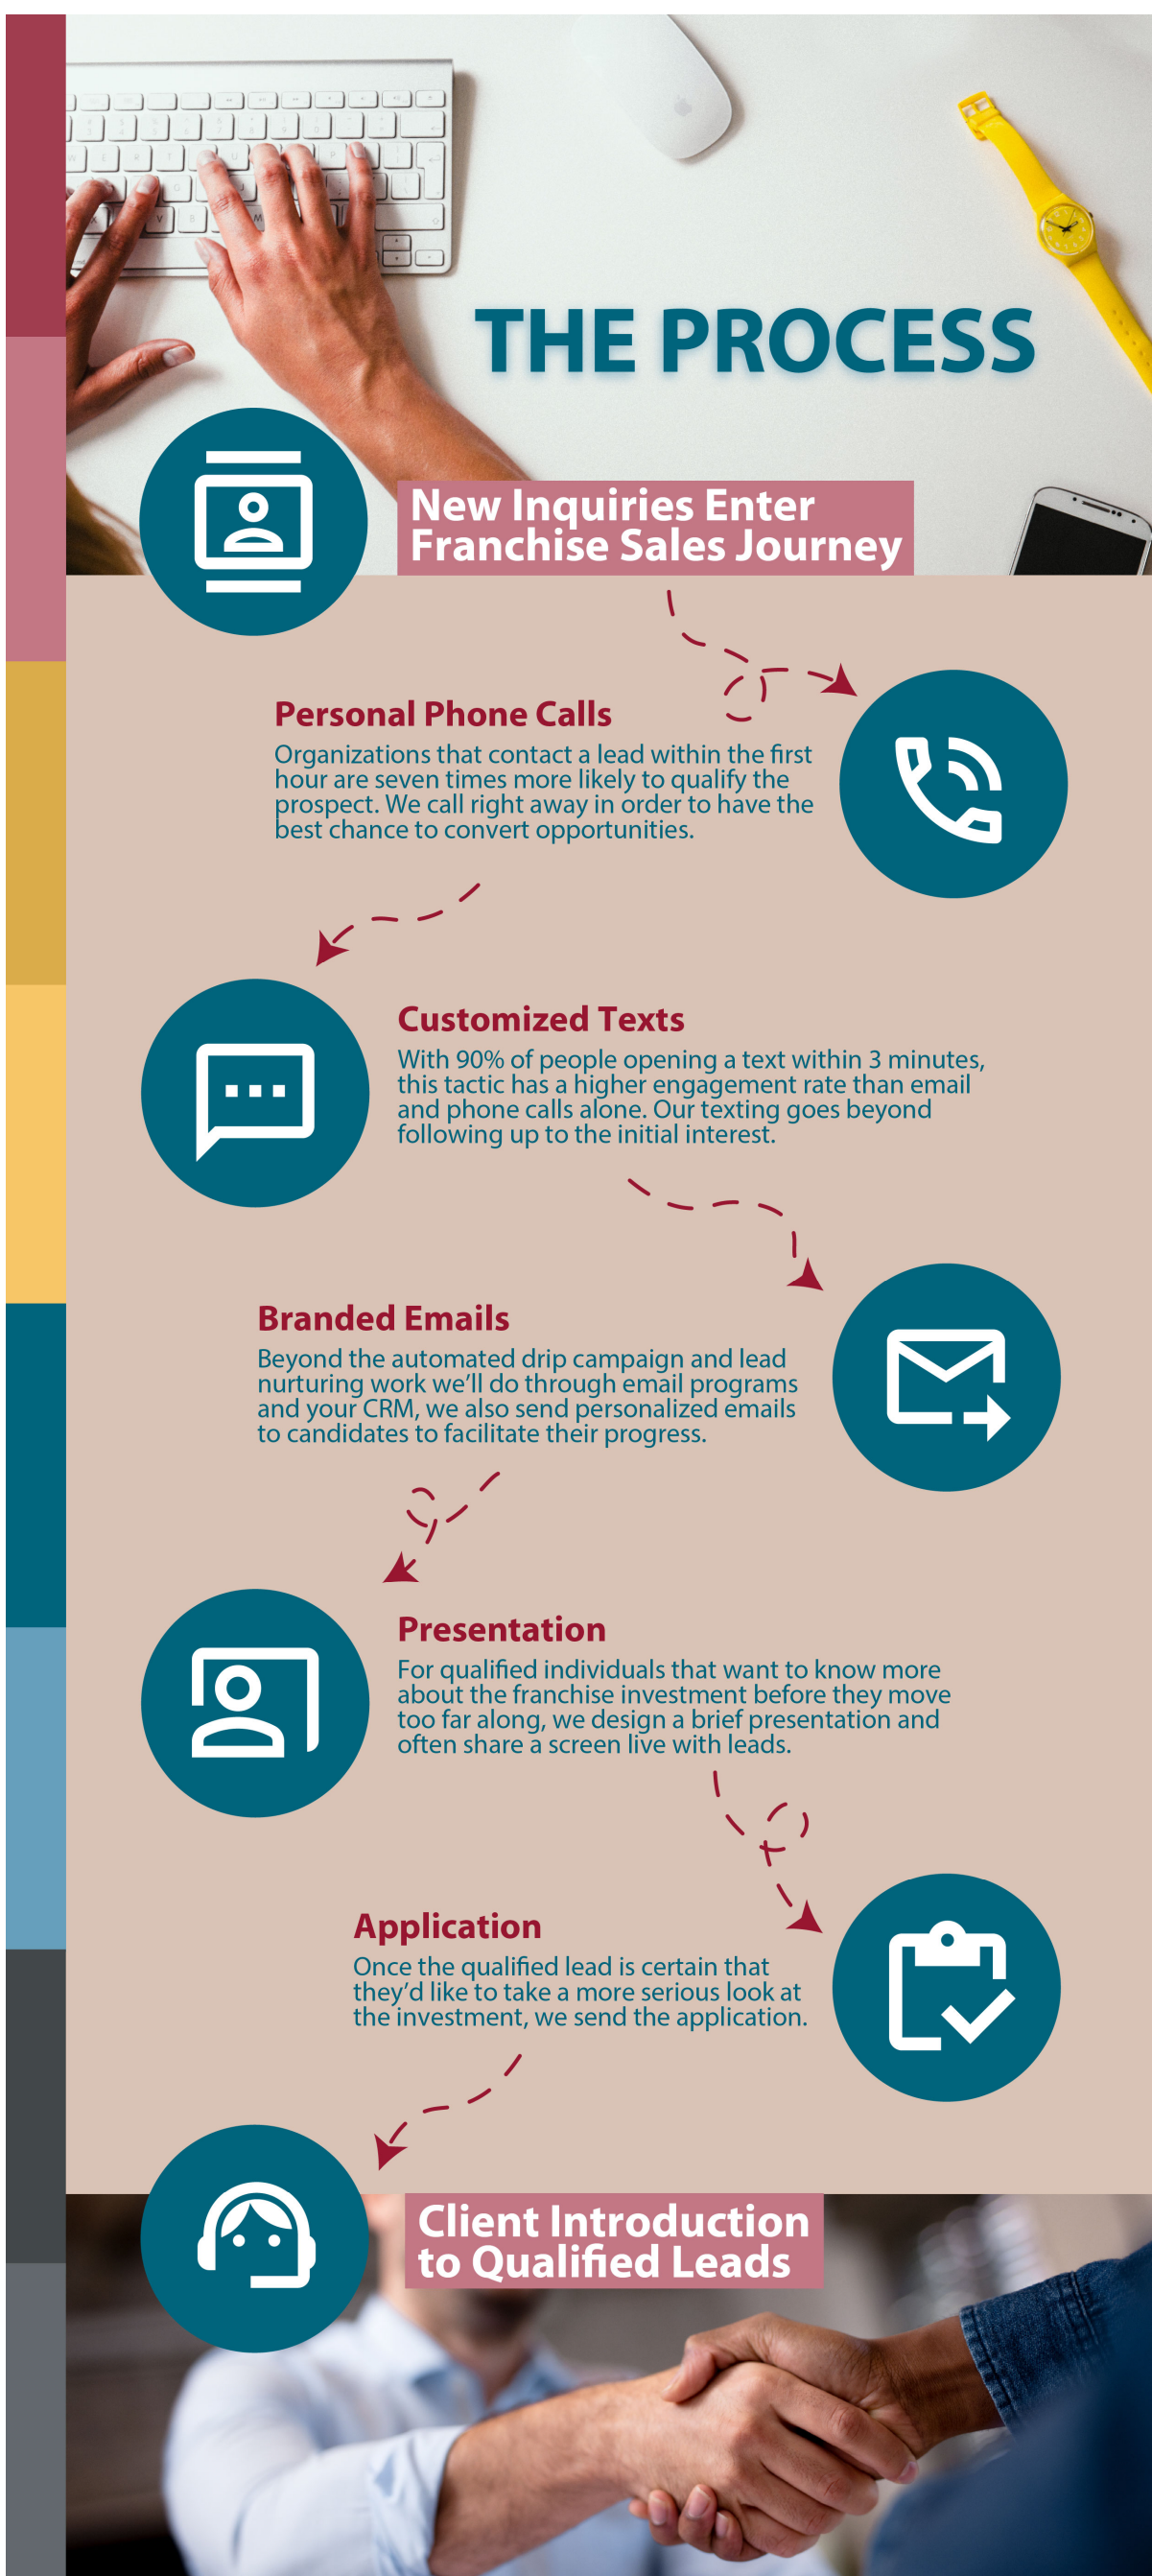 THE PROCESS
New Inquiries Enter
Franchise Sales Journey
Personal Phone Calls
Organizations that contact a lead within the first
hour are seven times more likely to qualify the
prospect. We call right away in order to have the
best chance to convert opportunities.
Customized Texts
With 90% of people opening a text within 3 minutes,
this tactic has a higher engagement rate than email
and phone calls alone. Our texting goes beyond
following up to the initial interest.
Branded Emails
Beyond the automated drip campaign and lead
nurturing work we’ll do through email programs
and your CRM, we also send personalized emails
to candidates to facilitate their progress.
Presentation
For qualified individuals that want to know more
about the franchise investment before they move
too far along, we design a brief presentation and
often share a screen live with leads.
Application
Once the qualified lead is certain that
they’d like to take a more serious look at
the investment, we send the application.
Client Introduction
to Qualified Leads